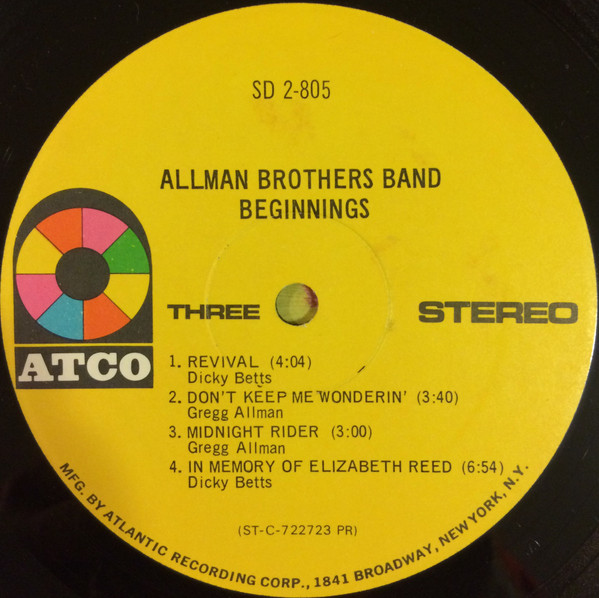 SD 2-805
ALLMAN BROTHERS BAND
BEGINNINGS
THREE
STEREO
ATCO
1. REVIVAL (4:04)
Dicky Betts
2. DON'T KEEP ME WONDERIN' (3:40)
Gregg Allman
3. MIDNIGHT RIDER (3:00)
Gregg Allman
4. IN MEMORY OF ELIZABETH REED (6:54)
Dicky Betts
(ST-C-722723 PR)
MFG. BY ATLANTIC RECORDING CORP., 1841 BROADWAY, NEW YORK, N.Y.